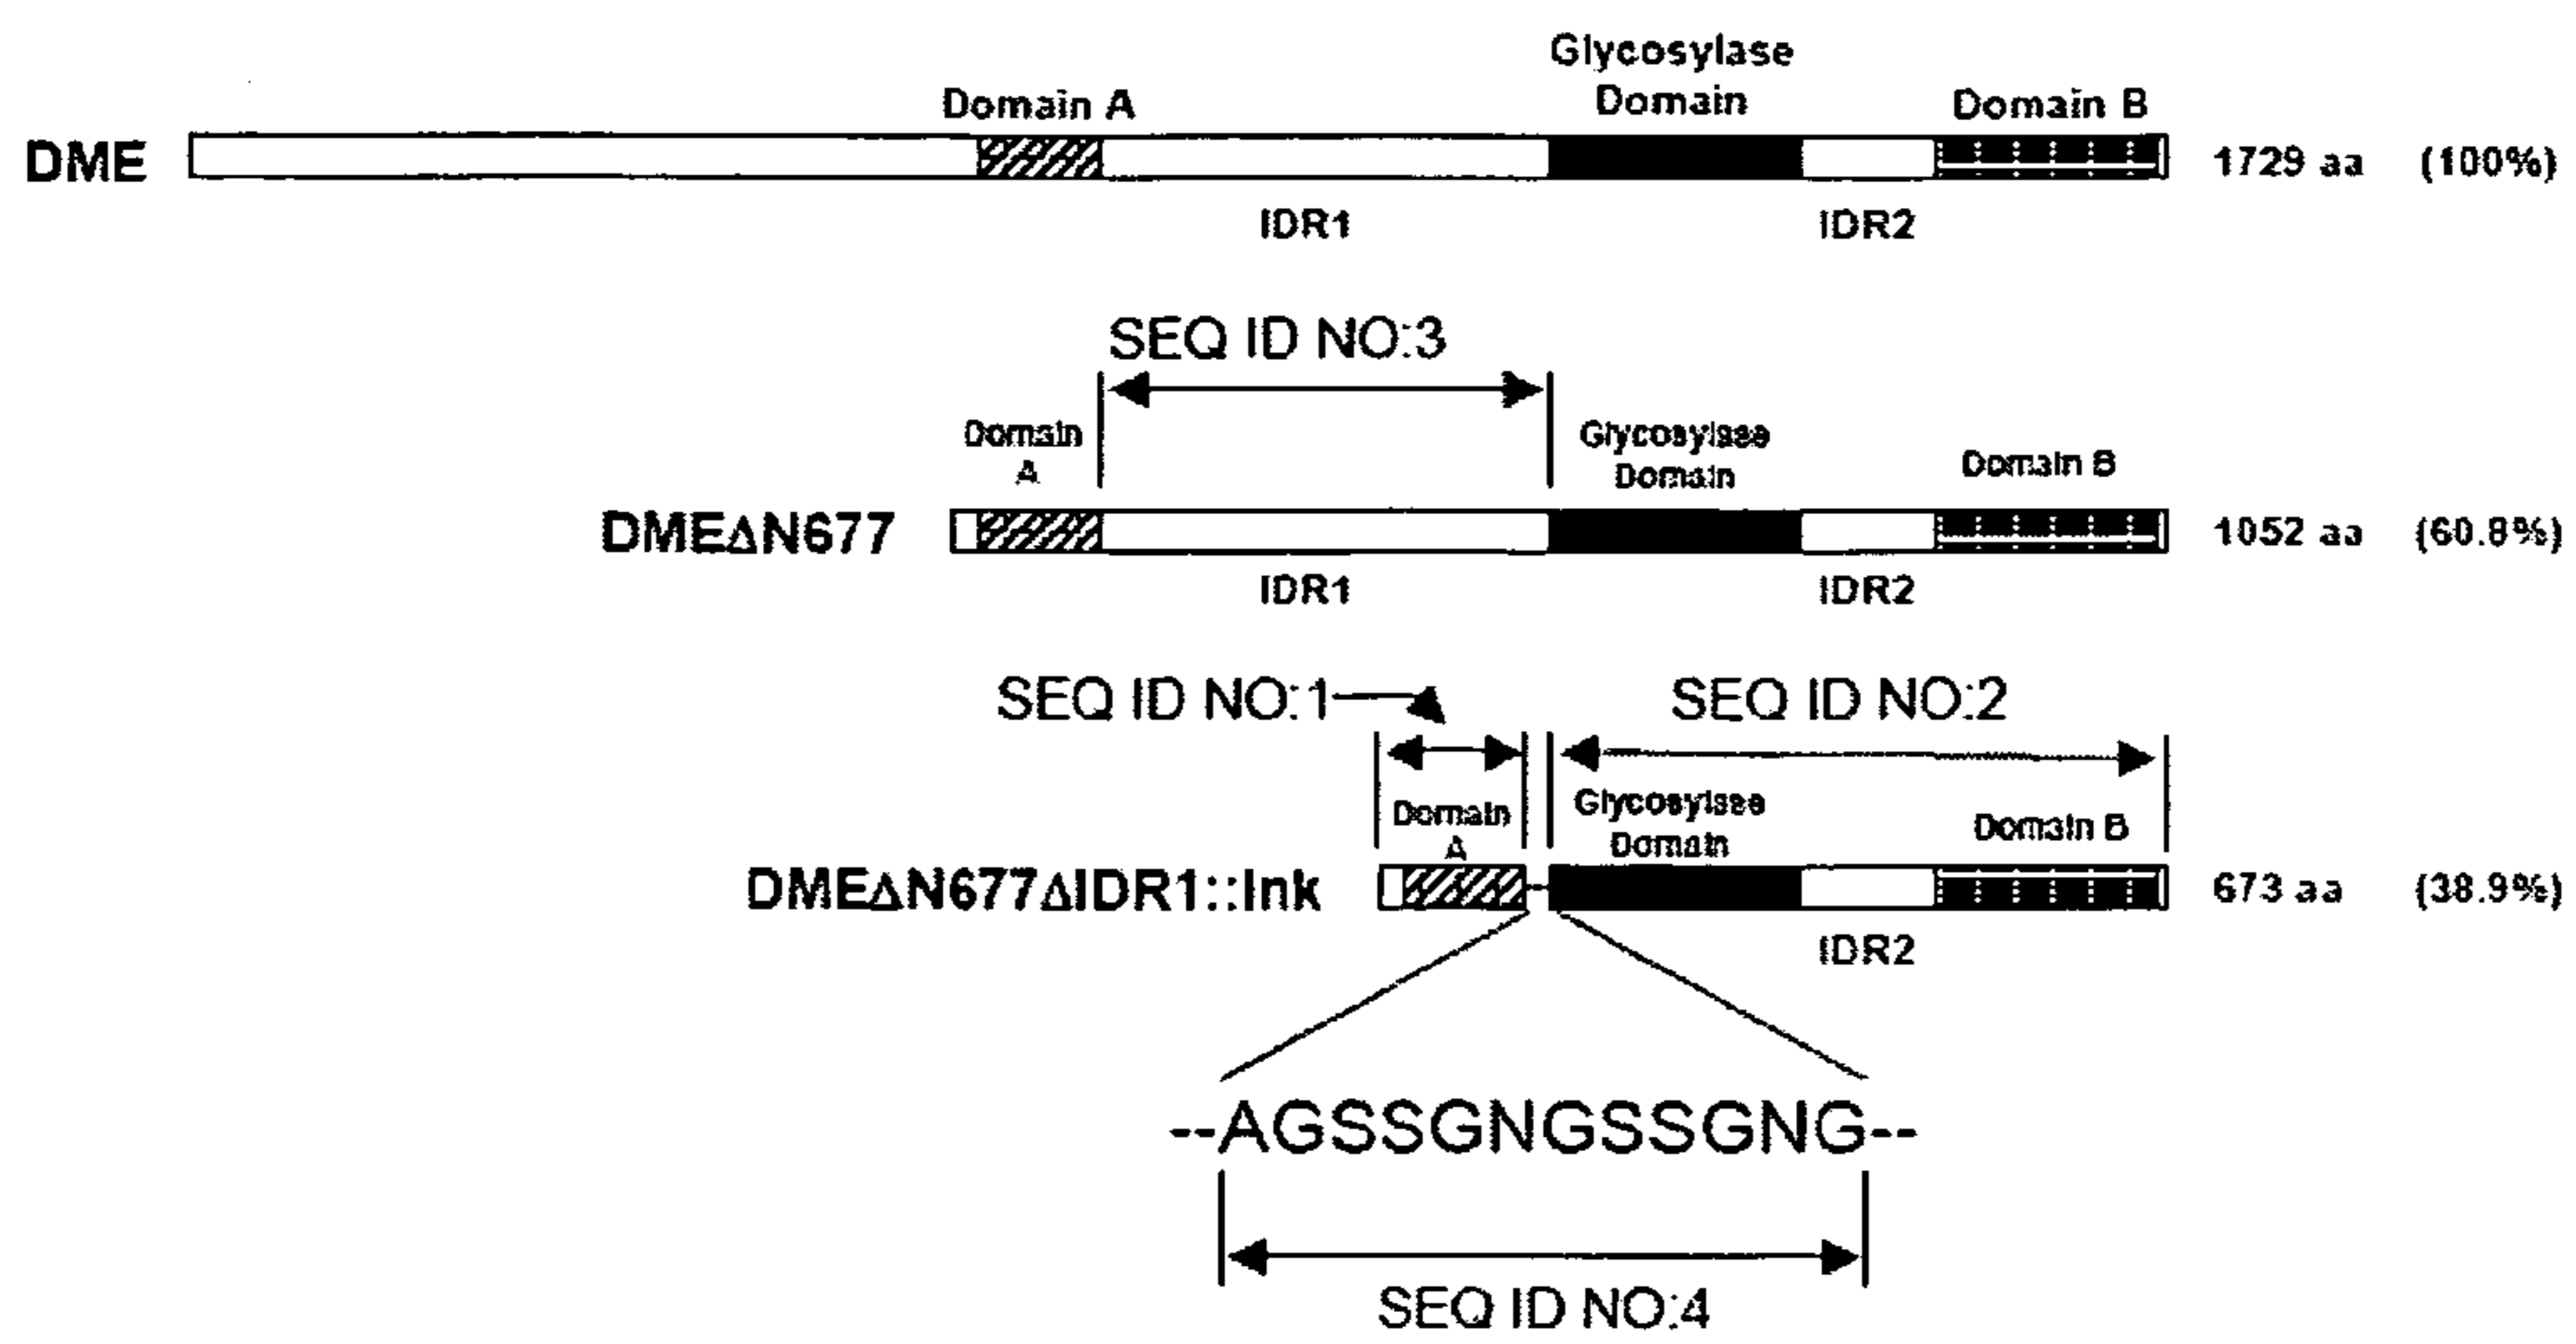 Glycosylase
Domain A Domain Domain B
DME 1729 aa (100%)
IDR1 IDR2
SEQ ID NO:3
Domain Glycosylase
A Domain Domain B
DMEΔN677 1052 aa (60.8%)
IDR1 IDR2
SEQ ID NO:1 SEQ ID NO:2
Domain Glycosylase
A Domain Domain B
DMEΔN677ΔIDR1::lnk 673 aa (38.9%)
IDR2
--AGSSGNGSSGNG--
SEQ ID NO:4